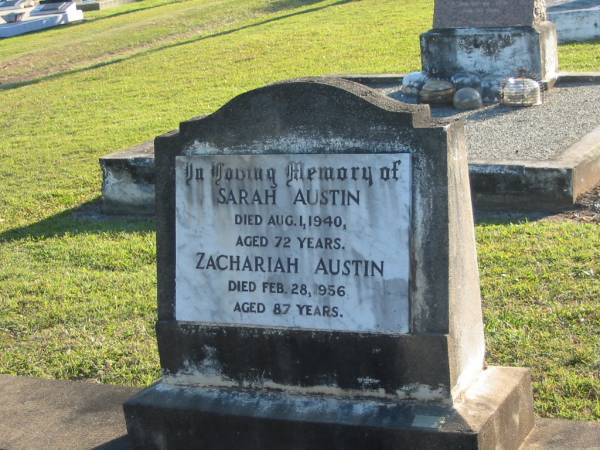 In Loving Memory of
SARAH AUSTIN
DIED AUG. 1, 1940,
AGED 72 YEARS.
ZACHARIAH AUSTIN
DIED FEB. 28, 1956
AGED 87 YEARS.